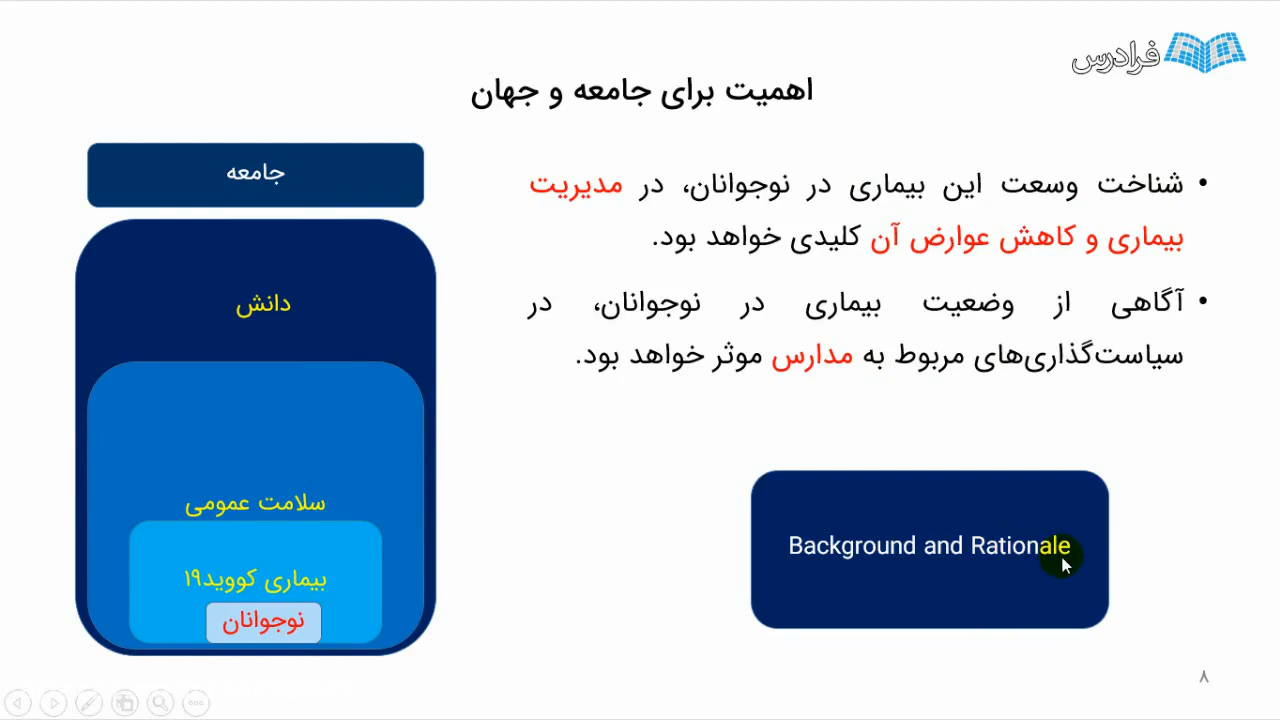 فرادرس
اهمیت برای جامعه و جهان
شناخت وسعت این بیماری در نوجوانان، در مدیریت
بیماری و کاهش عوارض آن کلیدی خواهد بود.
آگاهی از وضعیت بیماری در نوجوانان، در
سیاست‌گذاری‌های مربوط به مدارس موثر خواهد بود.
جامعه
دانش
سلامت عمومی
بیماری کووید۱۹
نوجوانان
Background and Rationale
۸